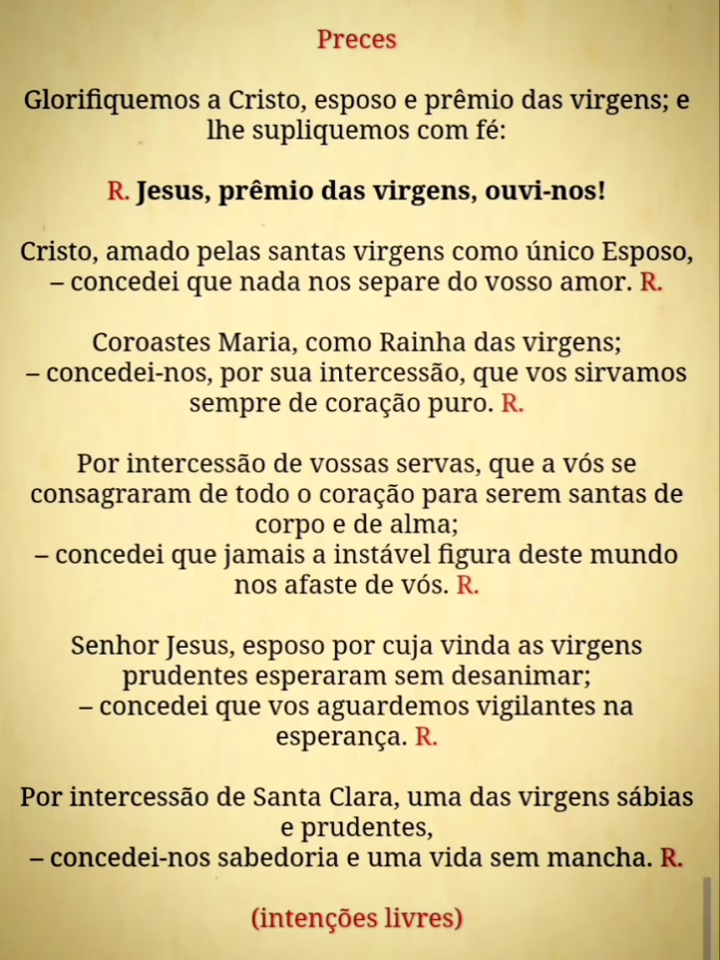 Preces
Glorifiquemos a Cristo, esposo e prêmio das virgens; e
lhe supliquemos com fé:
R. Jesus, prêmio das virgens, ouvi-nos!
Cristo, amado pelas santas virgens como único Esposo,
– concedei que nada nos separe do vosso amor. R.
Coroastes Maria, como Rainha das virgens;
– concedei-nos, por sua intercessão, que vos sirvamos
sempre de coração puro. R.
Por intercessão de vossas servas, que a vós se
consagraram de todo o coração para serem santas de
corpo e de alma;
– concedei que jamais a instável figura deste mundo
nos afaste de vós. R.
Senhor Jesus, esposo por cuja vinda as virgens
prudentes esperaram sem desanimar;
– concedei que vos aguardemos vigilantes na
esperança. R.
Por intercessão de Santa Clara, uma das virgens sábias
e prudentes,
– concedei-nos sabedoria e uma vida sem mancha. R.
(intenções livres)